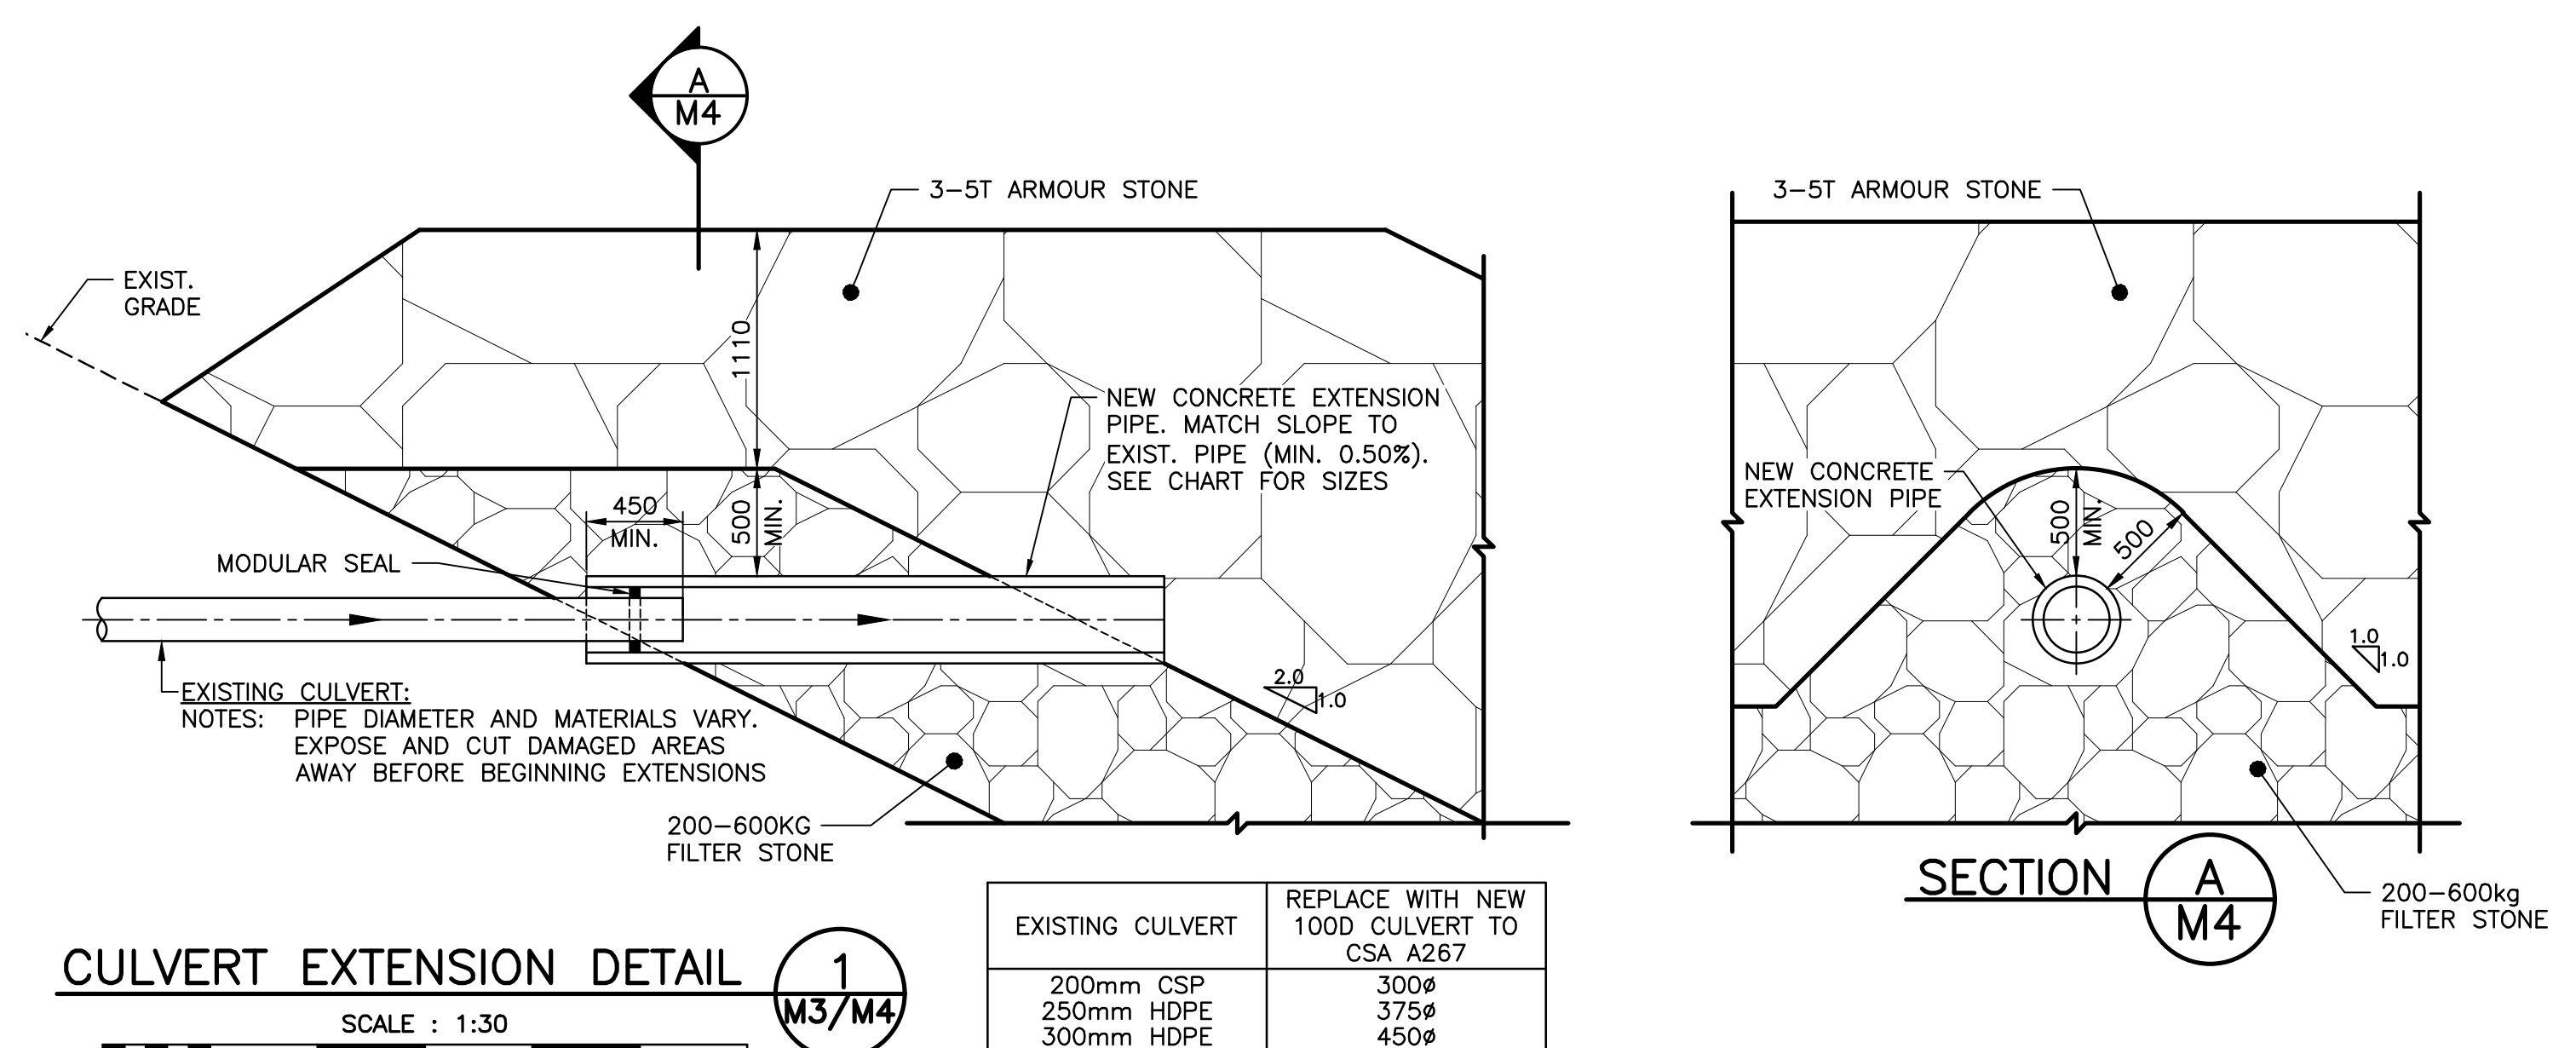 A
M4
3-5T ARMOUR STONE
EXIST.
GRADE
1110
NEW CONCRETE EXTENSION
PIPE. MATCH SLOPE TO
EXIST. PIPE (MIN. 0.50%).
SEE CHART FOR SIZES
450
MIN.
500
MIN.
MODULAR SEAL
EXISTING CULVERT:
NOTES: PIPE DIAMETER AND MATERIALS VARY.
EXPOSE AND CUT DAMAGED AREAS
AWAY BEFORE BEGINNING EXTENSIONS
2.0
1.0
200-600KG
FILTER STONE
CULVERT EXTENSION DETAIL
1
M3/M4
SCALE : 1:30
EXISTING CULVERT
REPLACE WITH NEW
100D CULVERT TO
CSA A267
200mm CSP 300ø
250mm HDPE 375ø
300mm HDPE 450ø
3-5T ARMOUR STONE
NEW CONCRETE
EXTENSION PIPE
500
MIN.
500
1.0
1.0
SECTION
A
M4
200-600kg
FILTER STONE